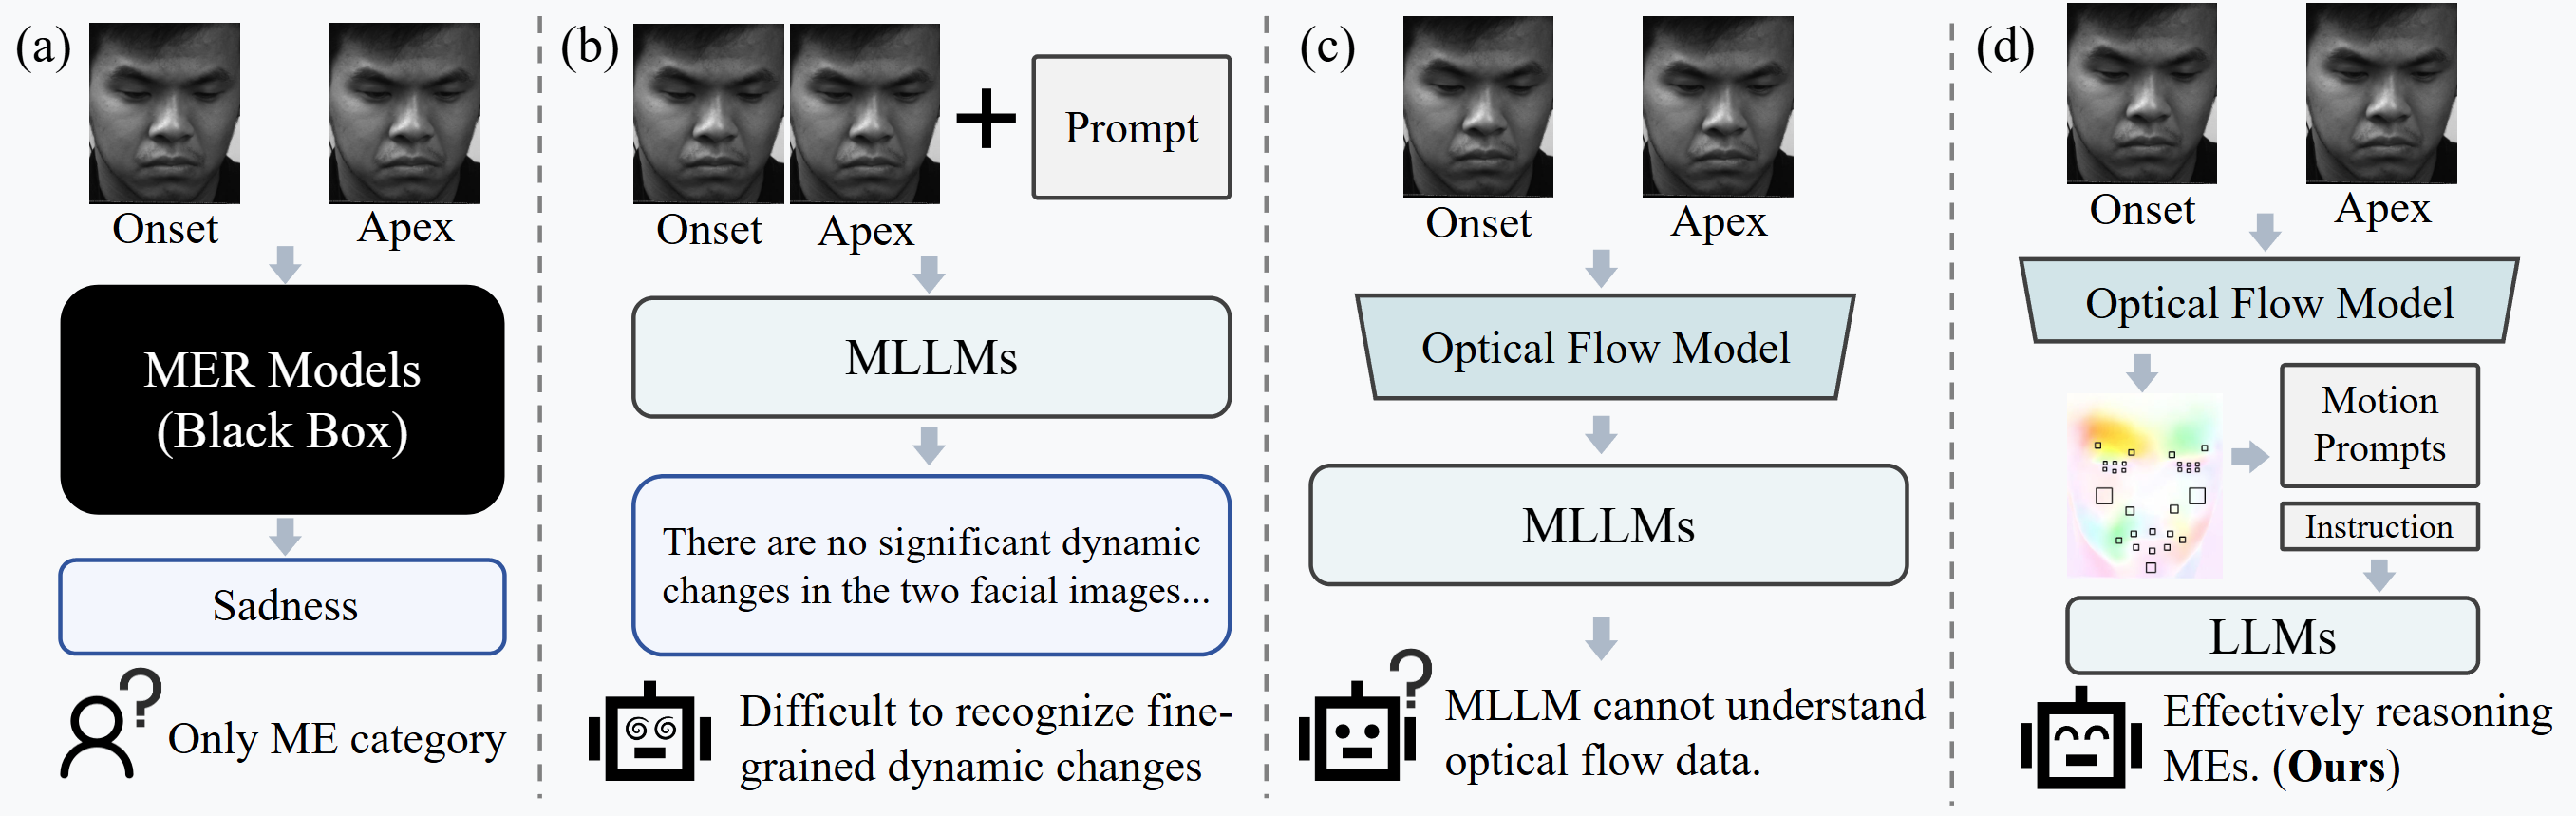 (a)
Onset
Apex
MER Models
(Black Box)
Sadness
Only ME category
(b)
Prompt
Onset
Apex
MLLMs
There are no significant dynamic
changes in the two facial images...
Difficult to recognize fine-
grained dynamic changes
(c)
Onset
Apex
Optical Flow Model
MLLMs
MLLM cannot understand
optical flow data.
(d)
Onset
Apex
Optical Flow Model
Motion
Prompts
Instruction
LLMs
Effectively reasoning
MEs. (Ours)